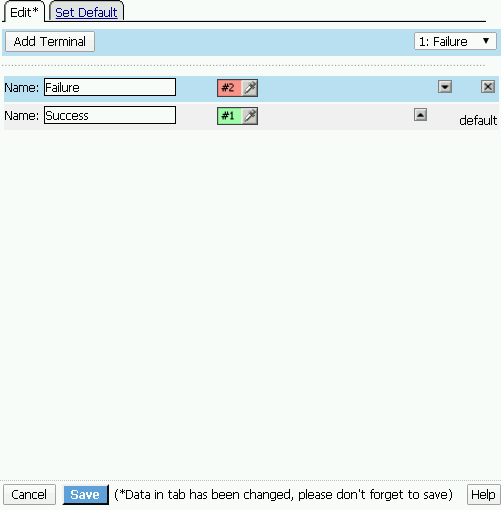 Edit* Set Default
Add Terminal 1: Failure
Name: Failure #2
Name: Success #1 default
Cancel Save (*Data in tab has been changed, please don't forget to save) Help